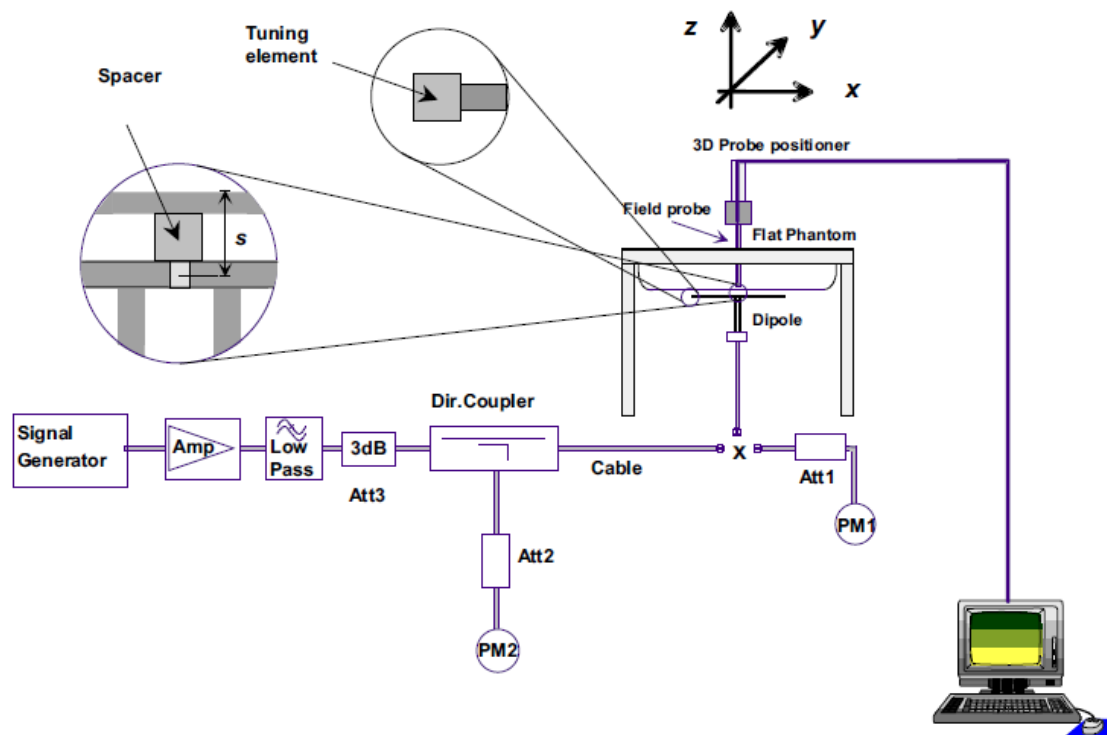 Tuning
element
Spacer
s
z
y
x
3D Probe positioner
Field probe
Flat Phantom
Dipole
Dir.Coupler
Signal
Generator
Amp
Low
Pass
3dB
Att3
Cable
x
Att1
PM1
Att2
PM2